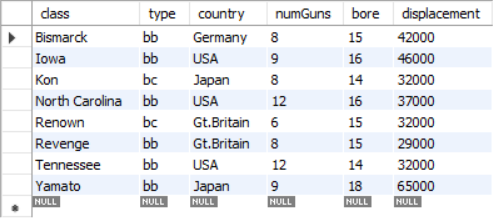 class type country numGuns bore displacement
Bismarck bb Germany 8 15 42000
Iowa bb USA 9 16 46000
Kon bc Japan 8 14 32000
North Carolina bb USA 12 16 37000
Renown bc Gt.Britain 6 15 32000
Revenge bb Gt.Britain 8 15 29000
Tennessee bb USA 12 14 32000
Yamato bb Japan 9 18 65000
NULL NULL NULL NULL NULL NULL